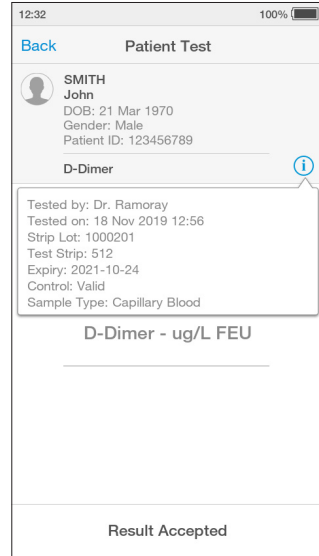 12:32 100%
Back Patient Test
SMITH
John
DOB: 21 Mar 1970
Gender: Male
Patient ID: 123456789
D-Dimer i
Tested by: Dr. Ramoray
Tested on: 18 Nov 2019 12:56
Strip Lot: 1000201
Test Strip: 512
Expiry: 2021-10-24
Control: Valid
Sample Type: Capillary Blood
D-Dimer - ug/L FEU
Result Accepted